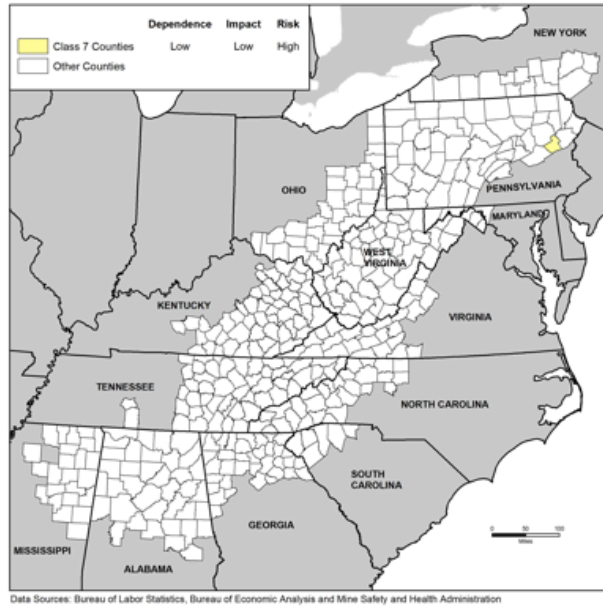 Dependence Impact Risk
Class 7 Counties Low Low High
Other Counties
NEW YORK
PENNSYLVANIA
OHIO
MARYLAND
WEST
VIRGINIA
KENTUCKY
VIRGINIA
TENNESSEE
NORTH CAROLINA
SOUTH
CAROLINA
GEORGIA
MISSISSIPPI
ALABAMA
0 50 100
Miles
Data Sources: Bureau of Labor Statistics, Bureau of Economic Analysis and Mine Safety and Health Administration